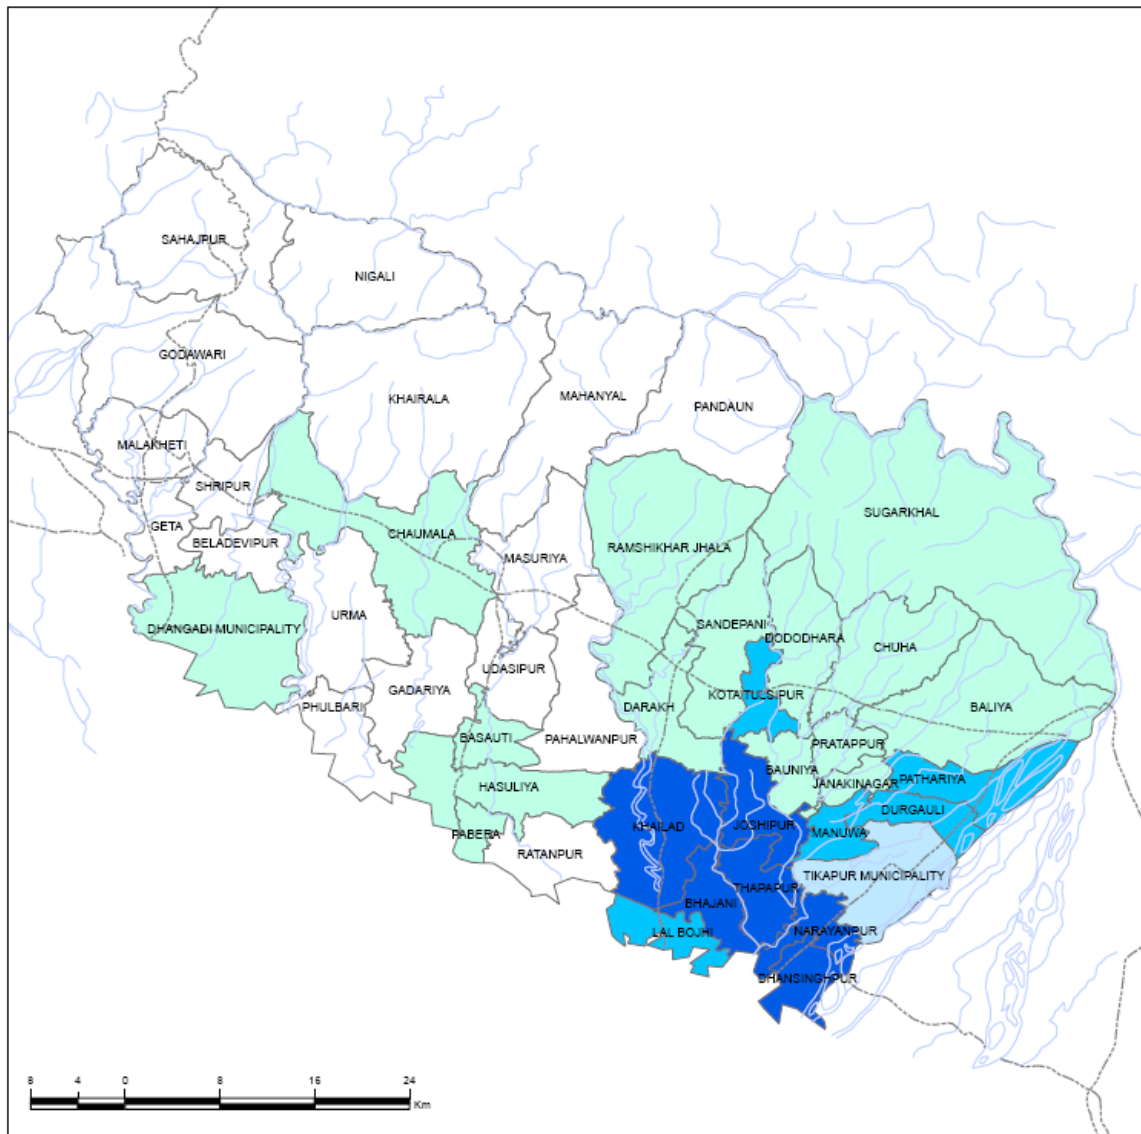 SAHAJPUR
NIGALI
GODAWARI
KHAIRALA
MAHANYAL
PANDAUN
MALAKHETI
SHRIPUR
SUGARKHAL
GETA
CHAUMALA
BELADEVIPUR
RAMSHIKHAR JHALA
MASURIYA
URMA
DHANGADI MUNICIPALITY
SANDEPANI
DODODHARA
CHUHA
UDASIPUR
GADARIYA
KOTATULSIPUR
PHULBARI
DARAKH
BALIYA
BASAUTI
PAHALWANPUR
PRATAPPUR
BAUNIYA
HASULIYA
JANAKINAGAR
PATHARIYA
DURGAULI
KHAILAD
JOSHIPUR
PABERA
MANUWA
RATANPUR
TIKAPUR MUNICIPALITY
THAPAPUR
BHAJANI
LAL BOJHI
NARAYANPUR
DHANSINGHPUR
8 4 0 8 16 24
Km